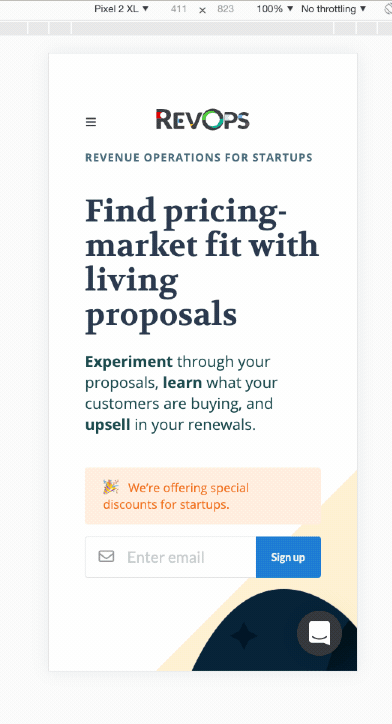 Pixel 2 XL ▼ 411 × 823 100% ▼ No throttling ▼
REVOPS
REVENUE OPERATIONS FOR STARTUPS
Find pricing-
market fit with
living
proposals
Experiment through your
proposals, learn what your
customers are buying, and
upsell in your renewals.
🎉 We're offering special
discounts for startups.
Enter email
Sign up